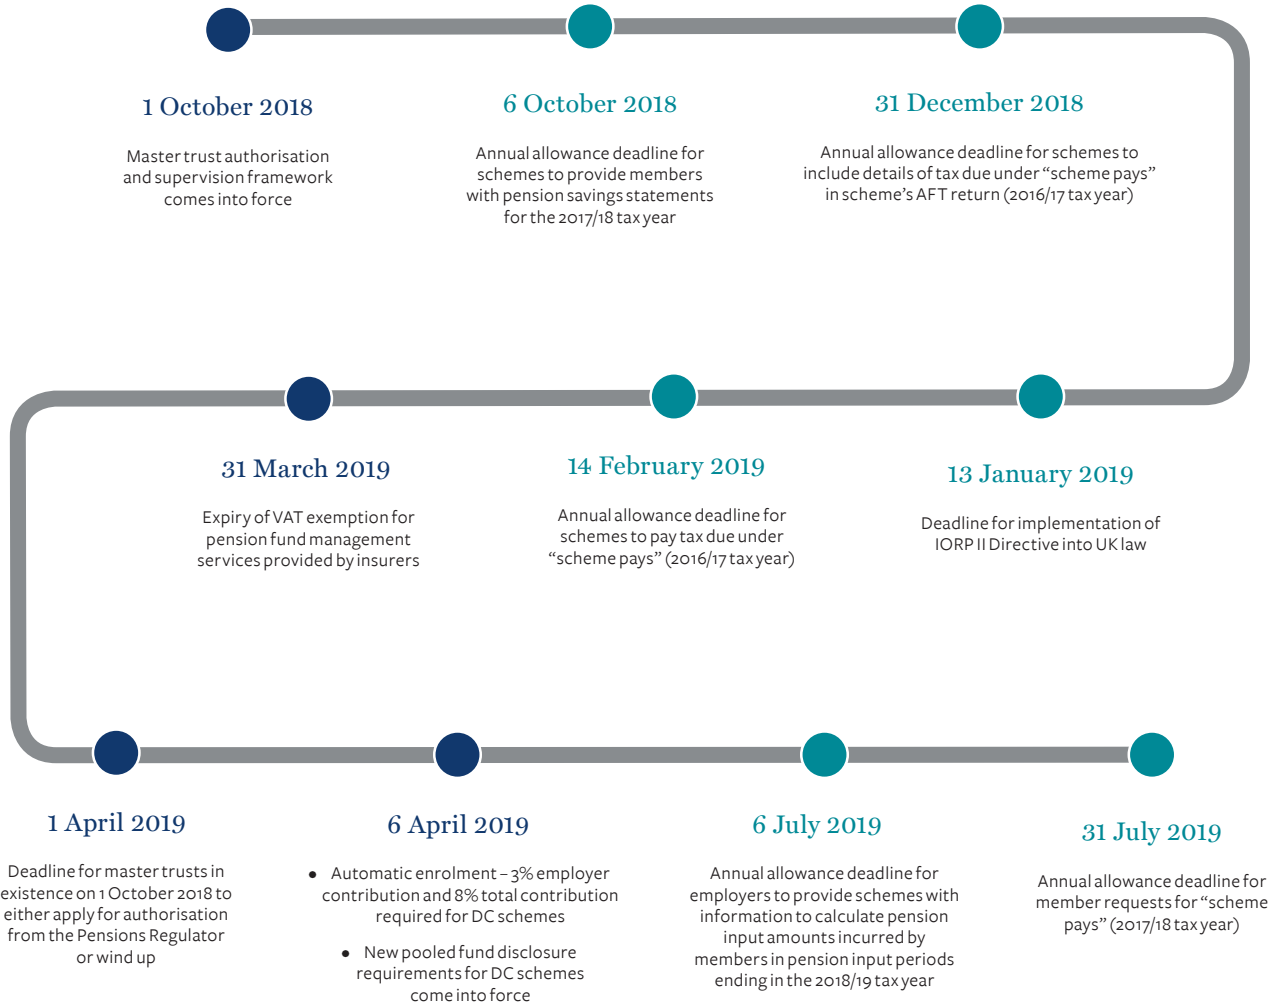 1 October 2018
Master trust authorisation
and supervision framework
comes into force
6 October 2018
Annual allowance deadline for
schemes to provide members
with pension savings statements
for the 2017/18 tax year
31 December 2018
Annual allowance deadline for schemes to
include details of tax due under “scheme pays”
in scheme’s AFT return (2016/17 tax year)
31 March 2019
Expiry of VAT exemption for
pension fund management
services provided by insurers
14 February 2019
Annual allowance deadline for
schemes to pay tax due under
“scheme pays” (2016/17 tax year)
13 January 2019
Deadline for implementation of
IORP II Directive into UK law
1 April 2019
Deadline for master trusts in
existence on 1 October 2018 to
either apply for authorisation
from the Pensions Regulator
or wind up
6 April 2019
• Automatic enrolment – 3% employer
contribution and 8% total contribution
required for DC schemes
• New pooled fund disclosure
requirements for DC schemes
come into force
6 July 2019
Annual allowance deadline for
employers to provide schemes with
information to calculate pension
input amounts incurred by
members in pension input periods
ending in the 2018/19 tax year
31 July 2019
Annual allowance deadline for
member requests for “scheme
pays” (2017/18 tax year)